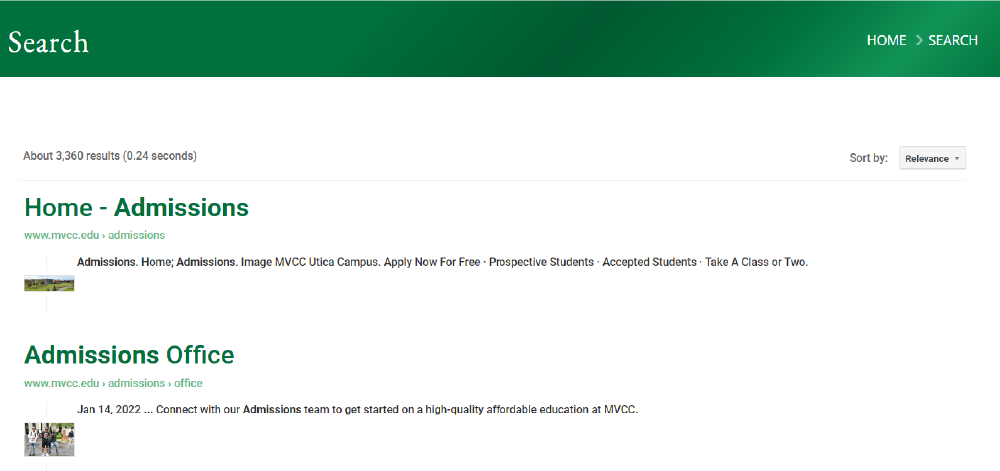 Search
HOME > SEARCH
About 3,360 results (0.24 seconds)
Sort by: Relevance
Home - Admissions
www.mvcc.edu › admissions
Admissions. Home; Admissions. Image MVCC Utica Campus. Apply Now For Free · Prospective Students · Accepted Students · Take A Class or Two.
Admissions Office
www.mvcc.edu › admissions › office
Jan 14, 2022 ... Connect with our Admissions team to get started on a high-quality affordable education at MVCC.